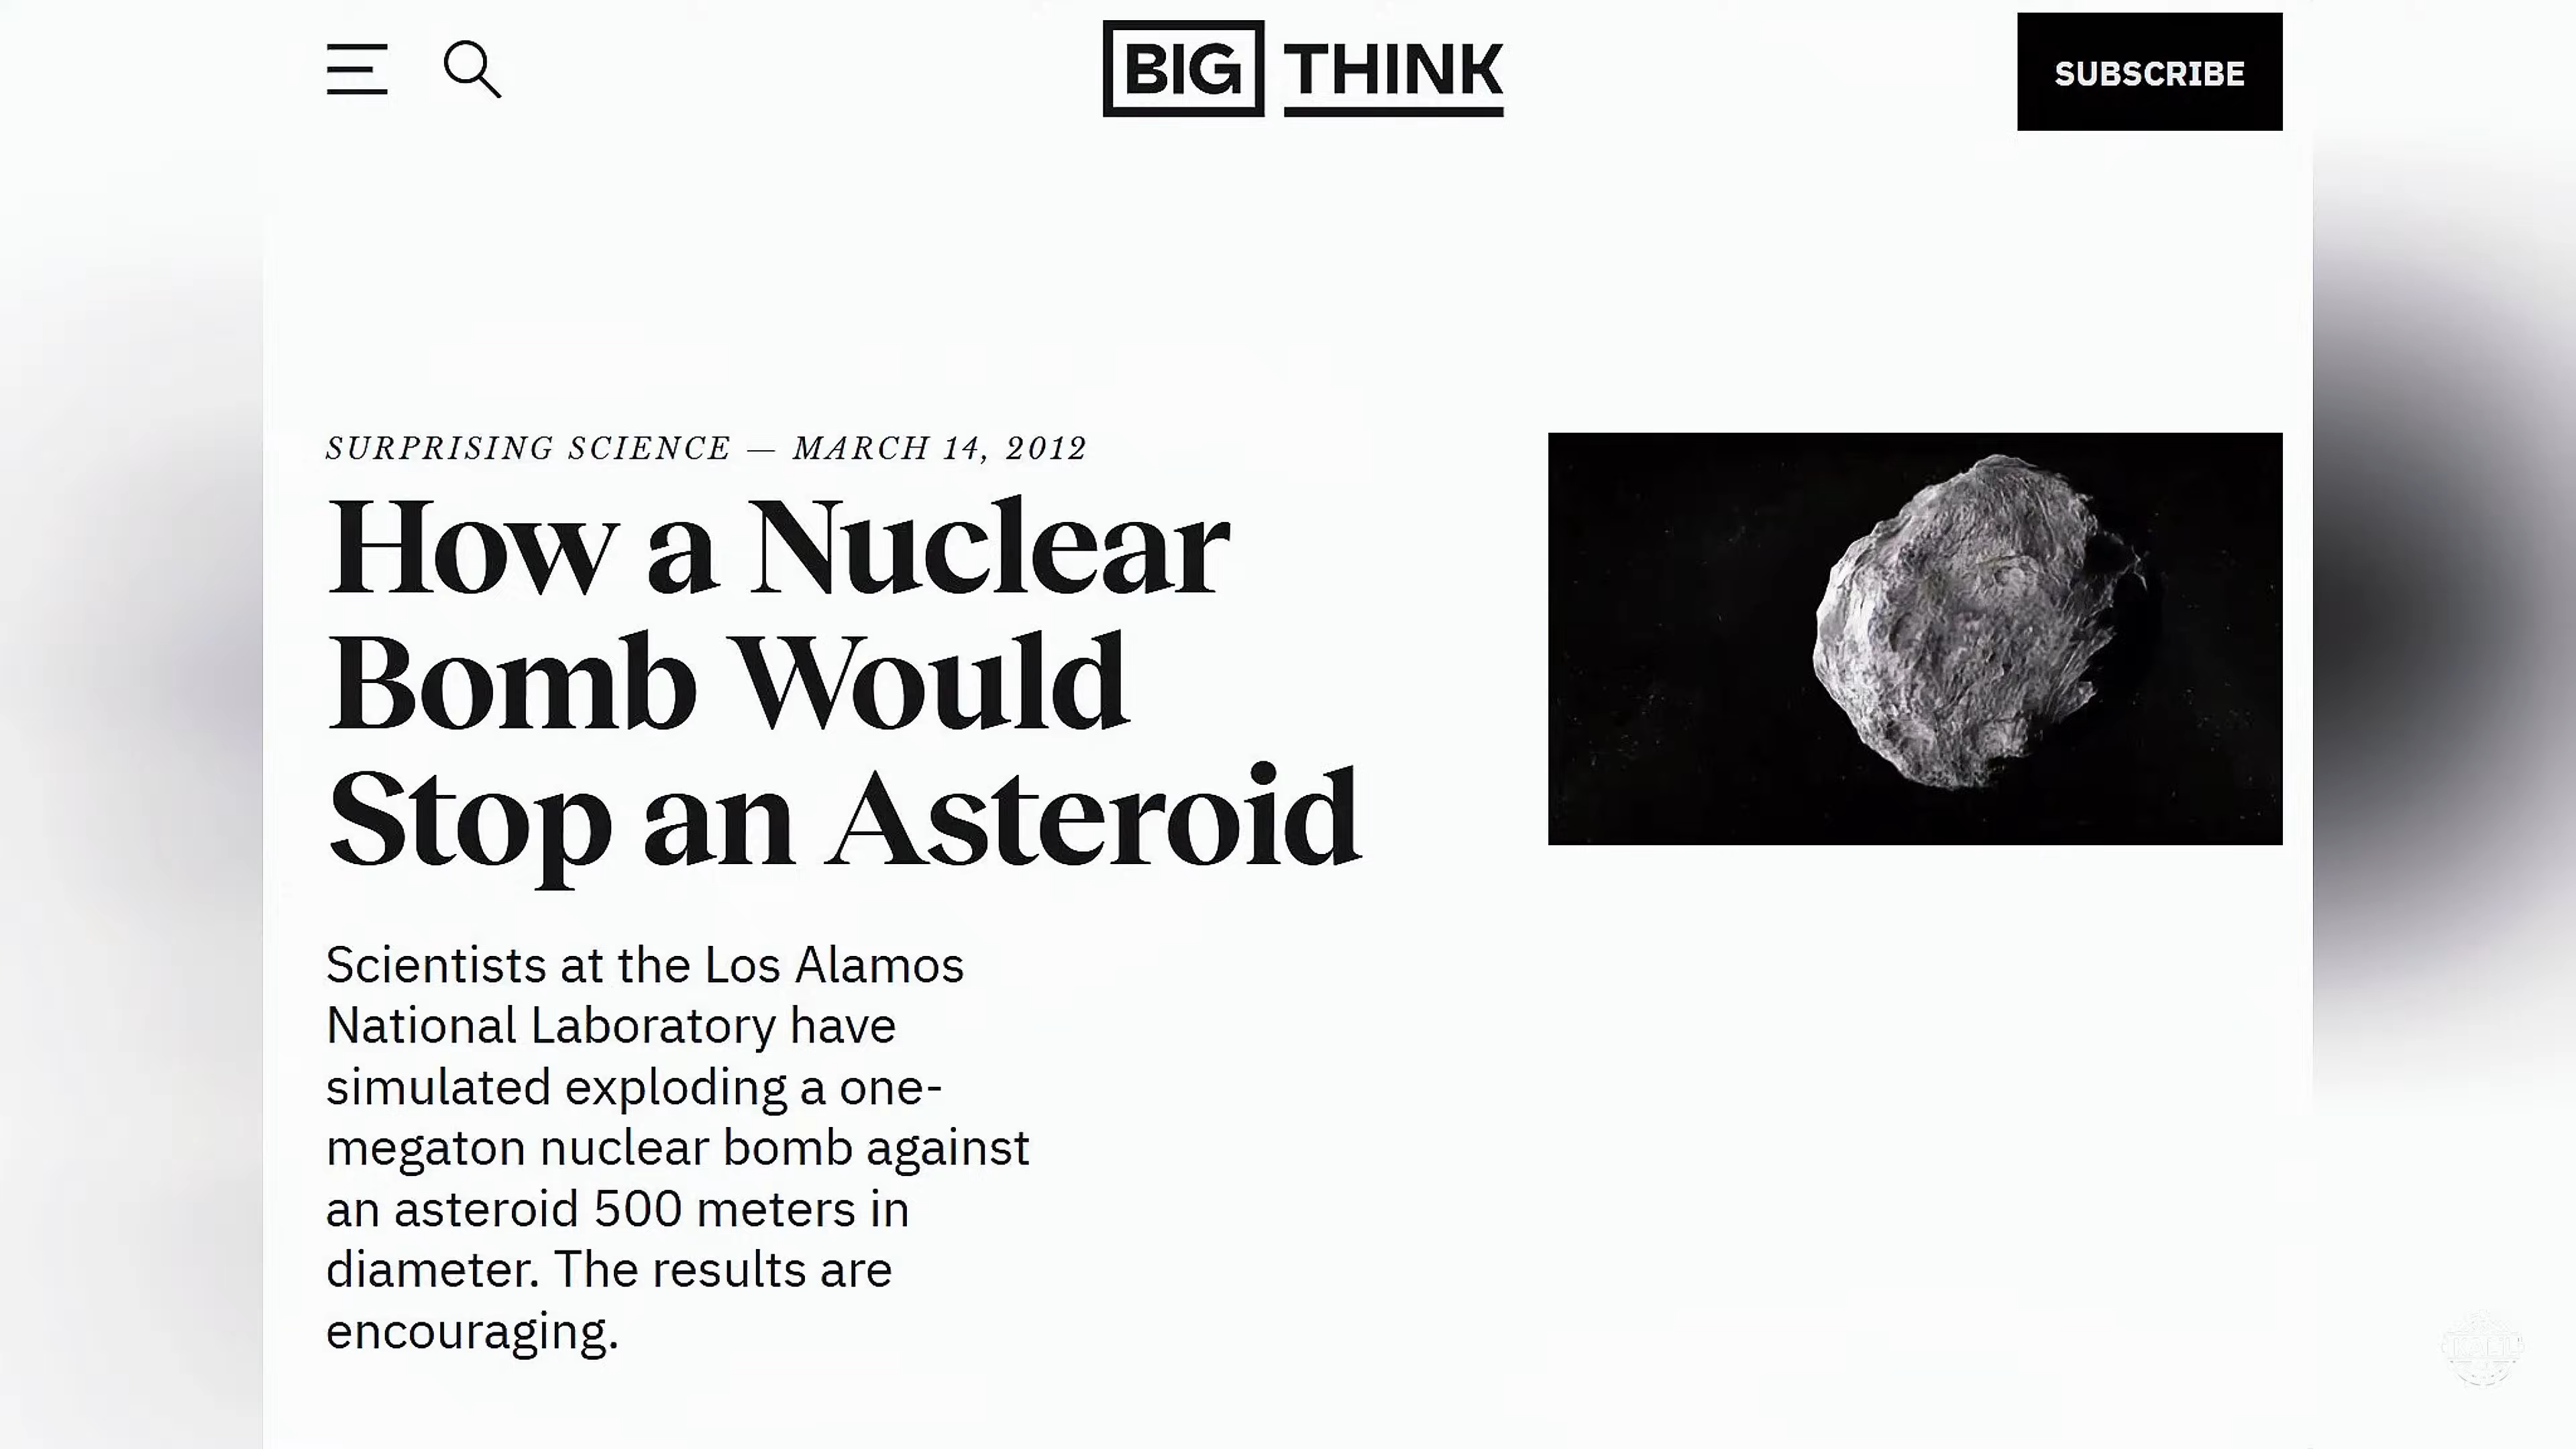 BIG THINK
SUBSCRIBE
SURPRISING SCIENCE — MARCH 14, 2012
How a Nuclear
Bomb Would
Stop an Asteroid
Scientists at the Los Alamos
National Laboratory have
simulated exploding a one-
megaton nuclear bomb against
an asteroid 500 meters in
diameter. The results are
encouraging.